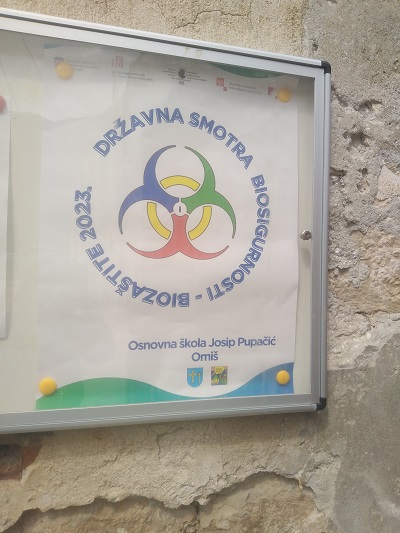 DRŽAVNA SMOTRA BIOSIGURNOSTI - BIOZAŠTITE 2023.
Osnovna škola Josip Pupačić
Omiš